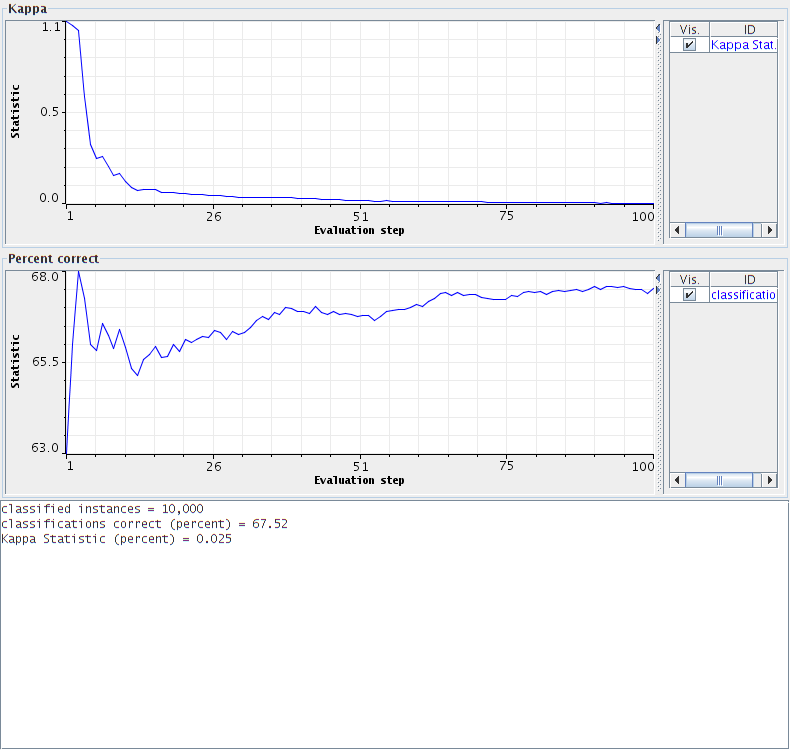 Kappa
1.1
0.5
0.0
Statistic
1 26 51 75 100
Evaluation step
Vis. ID
Kappa Stat.
Percent correct
68.0
65.5
63.0
Statistic
1 26 51 75 100
Evaluation step
Vis. ID
classificatio
classified instances = 10,000
classifications correct (percent) = 67.52
Kappa Statistic (percent) = 0.025